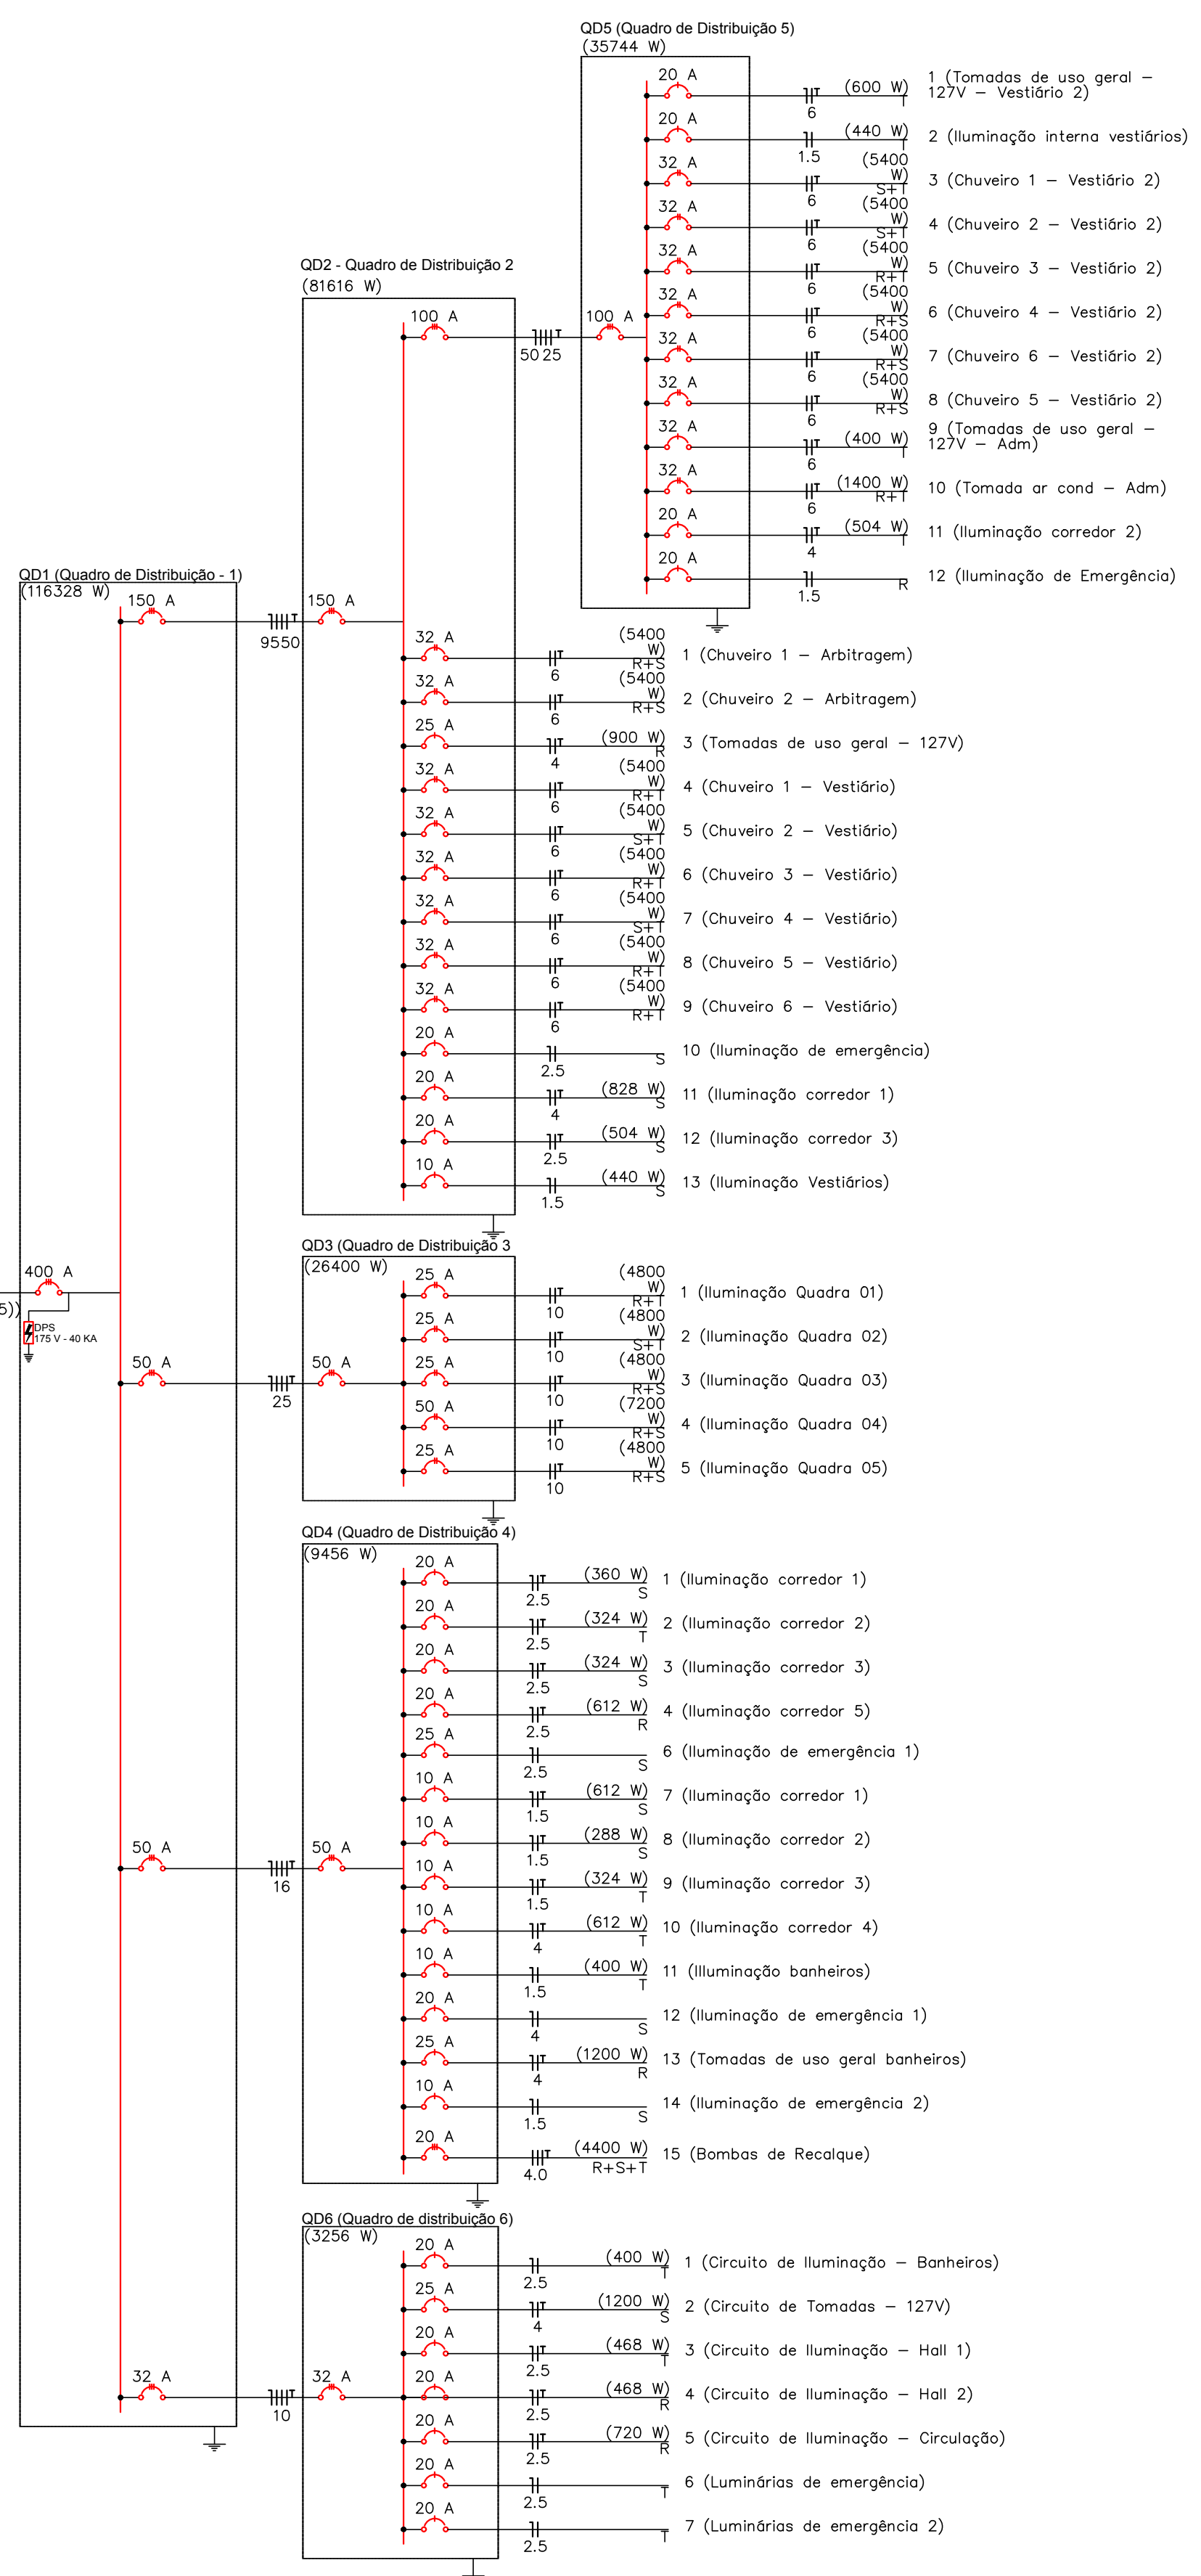 QD5 (Quadro de Distribuição 5)
(35744 W)
20 A
(600 W)
6
T
1 (Tomadas de uso geral –
127V – Vestiário 2)
20 A
(440 W)
1.5
T
2 (Iluminação interna vestiários)
32 A
(5400
W)
6
S+T
3 (Chuveiro 1 – Vestiário 2)
32 A
(5400
W)
6
S+T
4 (Chuveiro 2 – Vestiário 2)
32 A
(5400
W)
6
R+T
5 (Chuveiro 3 – Vestiário 2)
32 A
(5400
W)
6
R+S
6 (Chuveiro 4 – Vestiário 2)
32 A
(5400
W)
6
R+S
7 (Chuveiro 6 – Vestiário 2)
32 A
(5400
W)
6
R+S
8 (Chuveiro 5 – Vestiário 2)
32 A
(400 W)
6
T
9 (Tomadas de uso geral –
127V – Adm)
32 A
(1400 W)
6
R+T
10 (Tomada ar cond – Adm)
20 A
(504 W)
4
T
11 (Iluminação corredor 2)
20 A
1.5
R
12 (Iluminação de Emergência)
QD2 - Quadro de Distribuição 2
(81616 W)
100 A
50 25
100 A
150 A
32 A
(5400
W)
6
R+S
1 (Chuveiro 1 – Arbitragem)
32 A
(5400
W)
6
R+S
2 (Chuveiro 2 – Arbitragem)
25 A
(900 W)
4
R
3 (Tomadas de uso geral – 127V)
32 A
(5400
W)
6
R+T
4 (Chuveiro 1 – Vestiário)
32 A
(5400
W)
6
S+T
5 (Chuveiro 2 – Vestiário)
32 A
(5400
W)
6
R+T
6 (Chuveiro 3 – Vestiário)
32 A
(5400
W)
6
S+T
7 (Chuveiro 4 – Vestiário)
32 A
(5400
W)
6
R+T
8 (Chuveiro 5 – Vestiário)
32 A
(5400
W)
6
R+T
9 (Chuveiro 6 – Vestiário)
20 A
2.5
S
10 (Iluminação de emergência)
20 A
(828 W)
4
S
11 (Iluminação corredor 1)
20 A
(504 W)
2.5
S
12 (Iluminação corredor 3)
10 A
(440 W)
1.5
S
13 (Iluminação Vestiários)
QD1 (Quadro de Distribuição - 1)
(116328 W)
150 A
9550
400 A
5))
DPS
175 V - 40 KA
50 A
25
50 A
16
32 A
10
QD3 (Quadro de Distribuição 3
(26400 W)
50 A
25 A
(4800
W)
10
R+T
1 (Iluminação Quadra 01)
25 A
(4800
W)
10
S+T
2 (Iluminação Quadra 02)
25 A
(4800
W)
10
R+S
3 (Iluminação Quadra 03)
50 A
(7200
W)
10
R+S
4 (Iluminação Quadra 04)
25 A
(4800
W)
10
R+S
5 (Iluminação Quadra 05)
QD4 (Quadro de Distribuição 4)
(9456 W)
50 A
20 A
(360 W)
2.5
S
1 (Iluminação corredor 1)
20 A
(324 W)
2.5
T
2 (Iluminação corredor 2)
20 A
(324 W)
2.5
S
3 (Iluminação corredor 3)
20 A
(612 W)
2.5
R
4 (Iluminação corredor 5)
25 A
2.5
S
6 (Iluminação de emergência 1)
10 A
(612 W)
1.5
S
7 (Iluminação corredor 1)
10 A
(288 W)
1.5
S
8 (Iluminação corredor 2)
10 A
(324 W)
1.5
T
9 (Iluminação corredor 3)
10 A
(612 W)
4
T
10 (Iluminação corredor 4)
10 A
(400 W)
1.5
T
11 (Illuminação banheiros)
20 A
4
S
12 (Iluminação de emergência 1)
25 A
(1200 W)
4
R
13 (Tomadas de uso geral banheiros)
10 A
1.5
S
14 (Iluminação de emergência 2)
20 A
(4400 W)
4.0
R+S+T
15 (Bombas de Recalque)
QD6 (Quadro de distribuição 6)
(3256 W)
32 A
20 A
(400 W)
2.5
T
1 (Circuito de Iluminação – Banheiros)
25 A
(1200 W)
4
S
2 (Circuito de Tomadas – 127V)
20 A
(468 W)
2.5
T
3 (Circuito de Iluminação – Hall 1)
20 A
(468 W)
2.5
R
4 (Circuito de Iluminação – Hall 2)
20 A
(720 W)
2.5
R
5 (Circuito de Iluminação – Circulação)
20 A
2.5
T
6 (Luminárias de emergência)
20 A
2.5
T
7 (Luminárias de emergência 2)